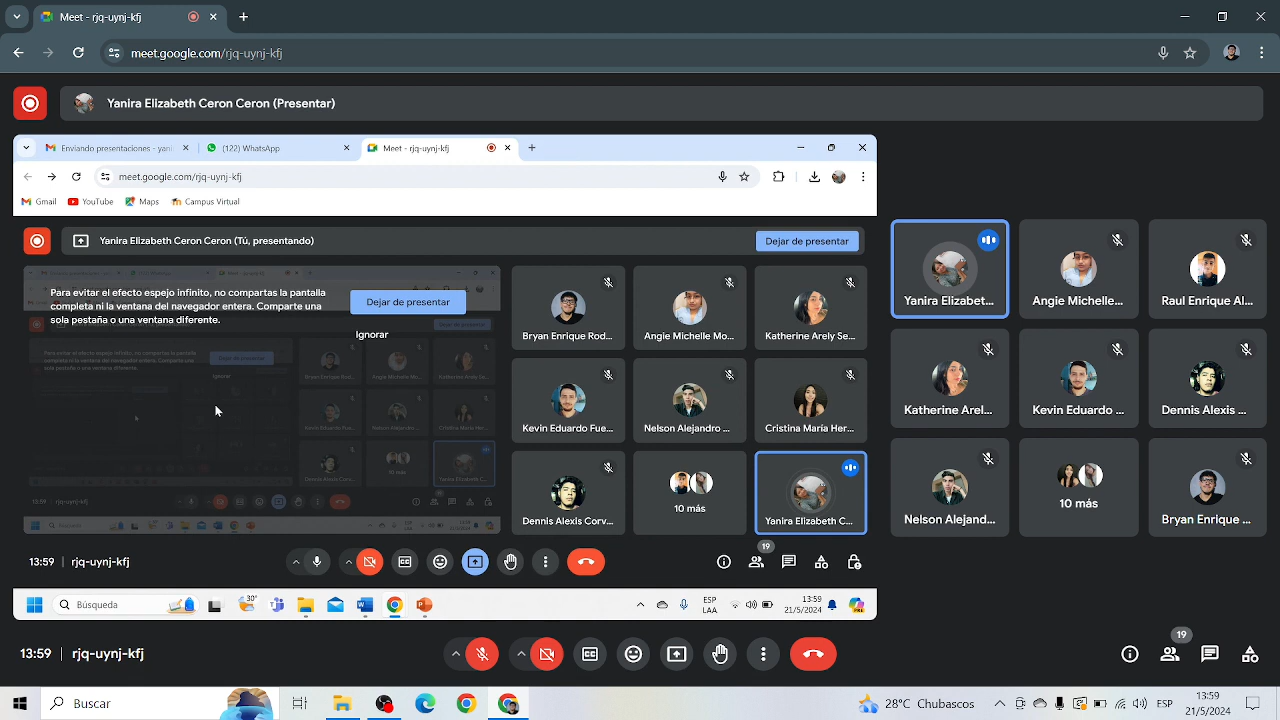 Meet - rjq-uynj-kfj
meet.google.com/rjq-uynj-kfj
Yanira Elizabeth Ceron Ceron (Presentar)
Enviando presentaciones - yani
(122) WhatsApp
Meet - rjq-uynj-kfj
meet.google.com/rjq-uynj-kfj
Gmail
YouTube
Maps
Campus Virtual
Yanira Elizabeth Ceron Ceron (Tú, presentando)
Dejar de presentar
Para evitar el efecto espejo infinito, no compartas la pantalla
completa ni la ventana del navegador entera. Comparte una
sola pestaña o una ventana diferente.
Dejar de presentar
Ignorar
Bryan Enrique Rod...
Angie Michelle Mo...
Katherine Arely Sa...
Kevin Eduardo Fue...
Nelson Alejandro ...
Cristina María Her...
Dennis Alexis Corv...
10 más
Yanira Elizabeth C...
13:59
rjq-uynj-kfj
19
Búsqueda
30°
ESP
LAA
13:59
21/5/2024
Yanira Elizabet...
Angie Michelle...
Raul Enrique Al...
Katherine Arel...
Kevin Eduardo ...
Dennis Alexis ...
Nelson Alejand...
10 más
Bryan Enrique ...
13:59
rjq-uynj-kfj
19
Buscar
28°C Chubascos
ESP
13:59
21/5/2024